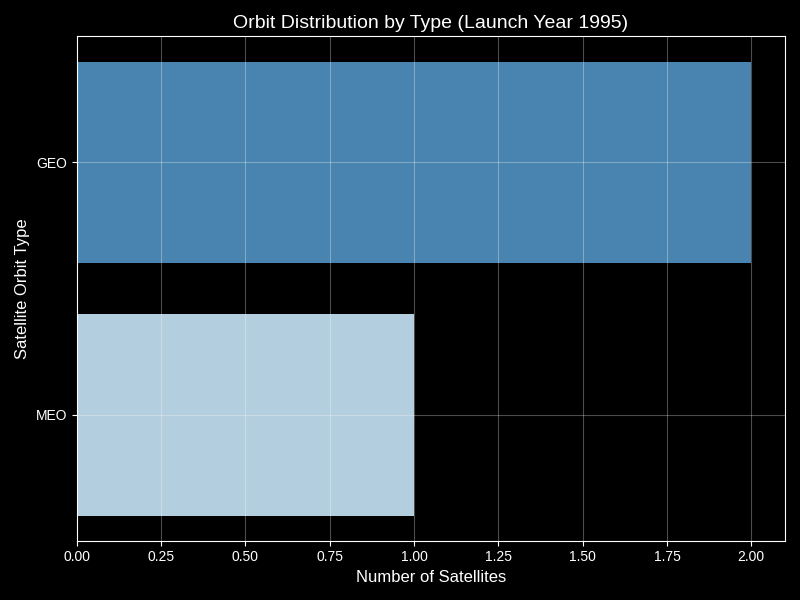 Orbit Distribution by Type (Launch Year 1995)
Satellite Orbit Type
GEO
MEO
0.00 0.25 0.50 0.75 1.00 1.25 1.50 1.75 2.00
Number of Satellites